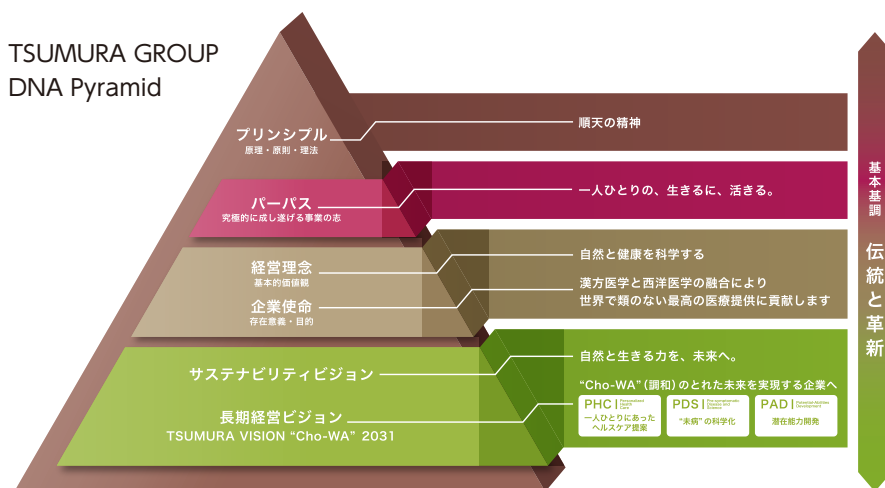 TSUMURA GROUP
DNA Pyramid
プリンシプル
原理・原則・理法
順天の精神
パーパス
究極的に成し遂げる事業の志
一人ひとりの、生きるに、活きる。
経営理念
基本的価値観
自然と健康を科学する
企業使命
存在意義・目的
漢方医学と西洋医学の融合により
世界で類のない最高の医療提供に貢献します
サステナビリティビジョン
自然と生きる力を、未来へ。
長期経営ビジョン
TSUMURA VISION “Cho-WA” 2031
“Cho-WA”(調和)のとれた未来を実現する企業へ
PHC
Personalized
Health
Care
一人ひとりにあった
ヘルスケア提案
PDS
Pre-symptomatic
Disease and
Science
“未病”の科学化
PAD
Potential-Abilities
Development
潜在能力開発
基本基調
伝統と革新